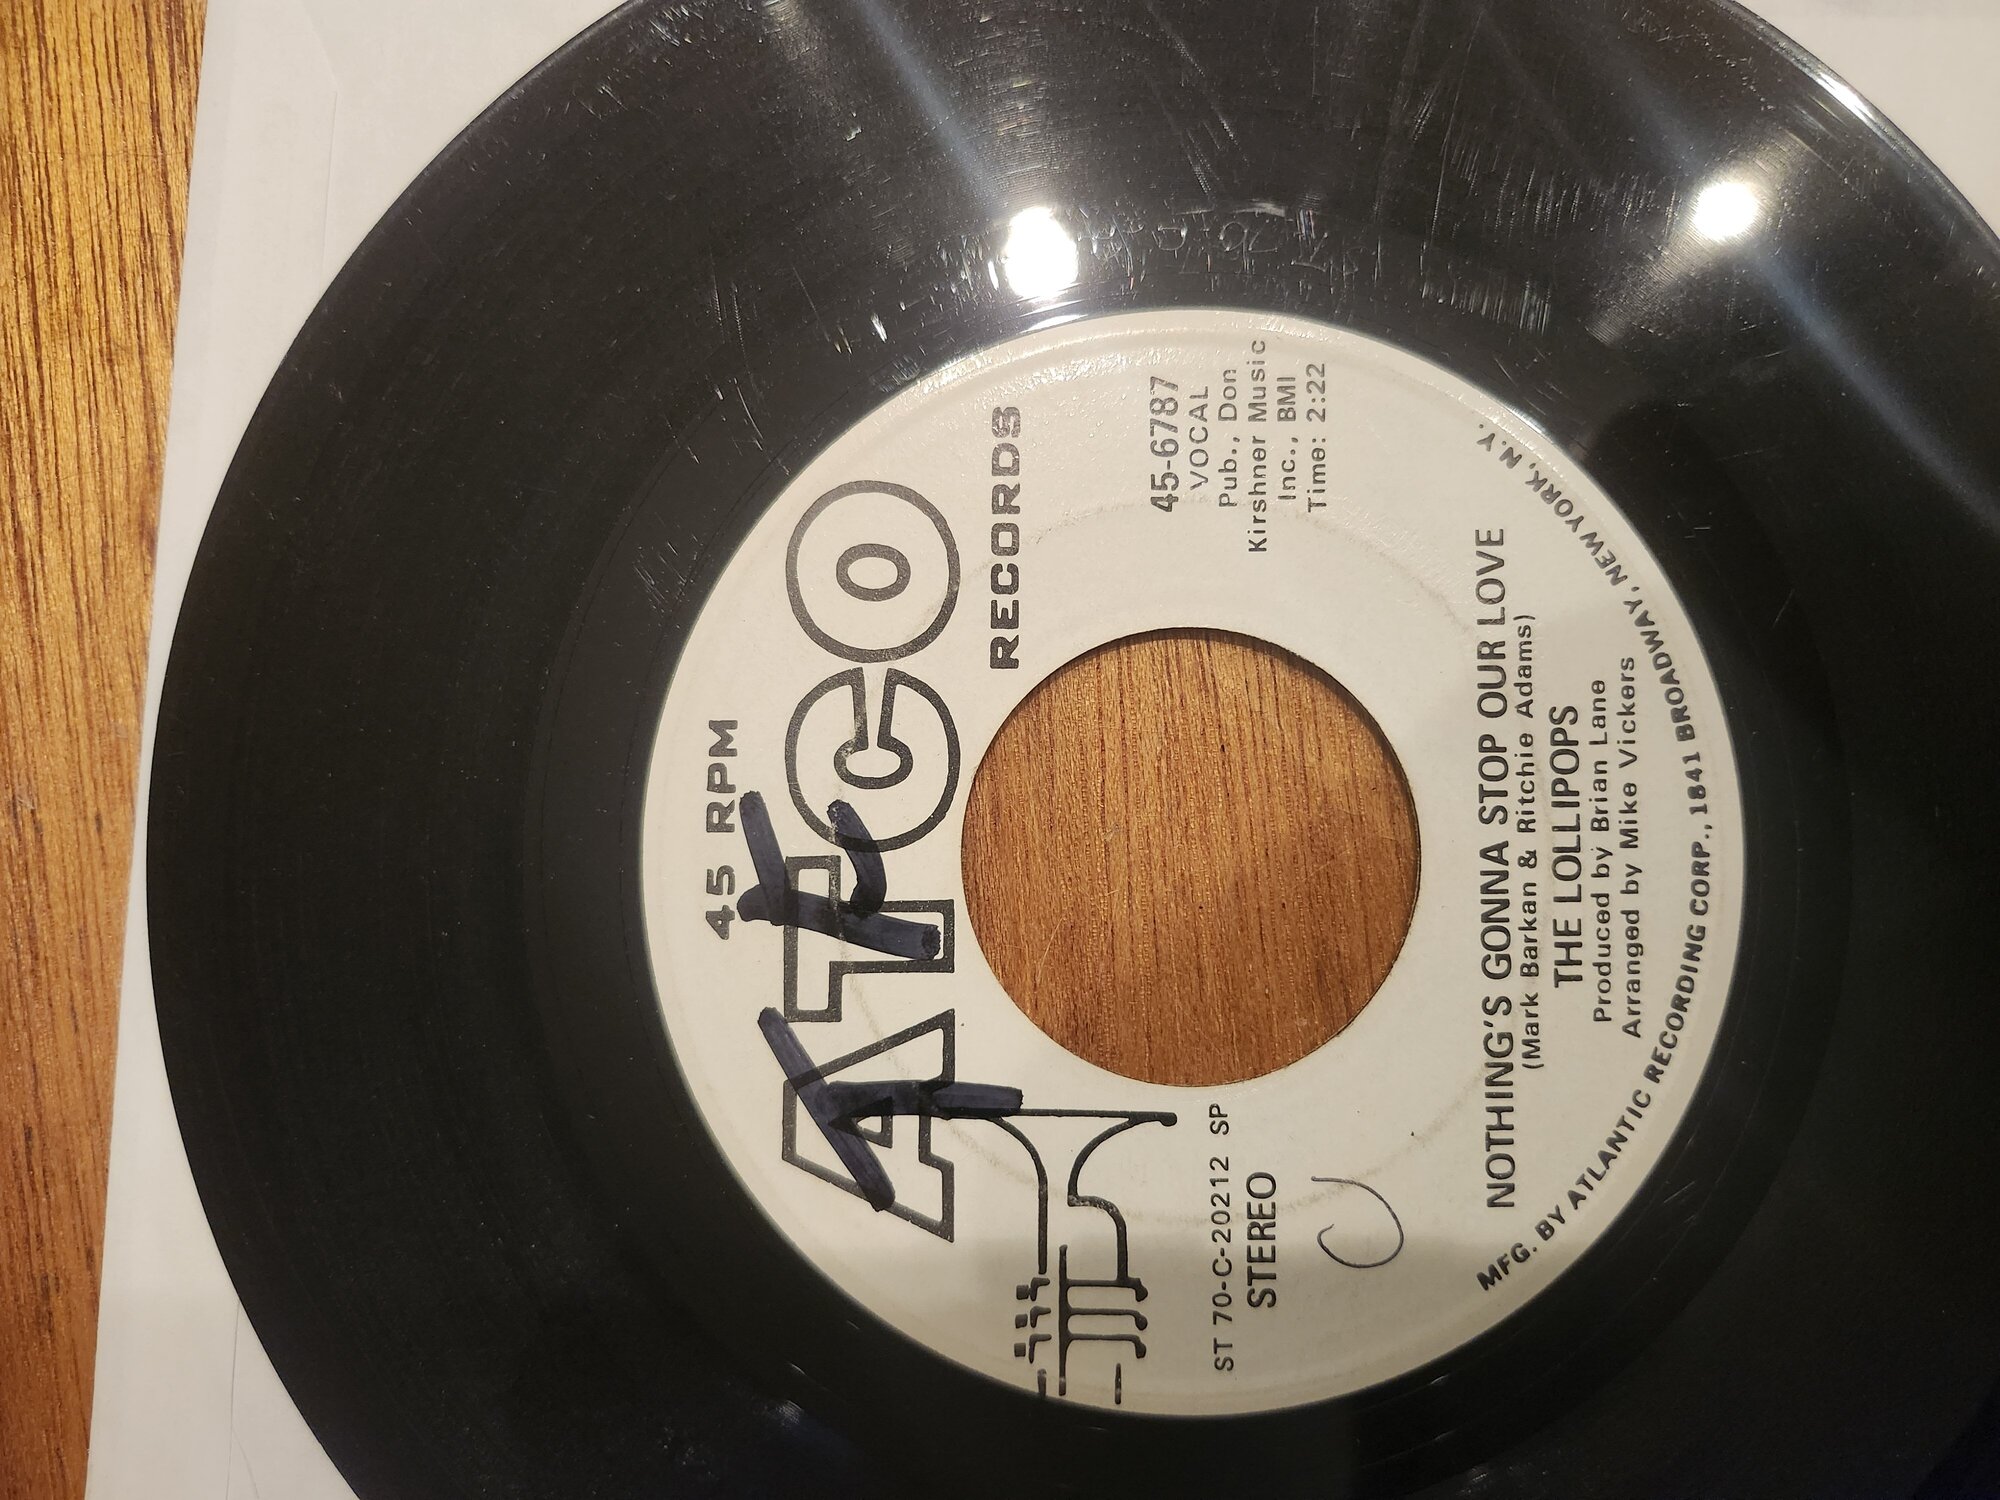 45 RPM
ATCO
RECORDS
ST 70-C-20212 SP
STEREO
45-6787
VOCAL
Pub., Don
Kirshner Music
Inc., BMI
Time: 2:22
NOTHING'S GONNA STOP OUR LOVE
(Mark Barkan & Ritchie Adams)
THE LOLLIPOPS
Produced by Brian Lane
Arranged by Mike Vickers
MFG. BY ATLANTIC RECORDING CORP., 1841 BROADWAY, NEW YORK, N.Y.